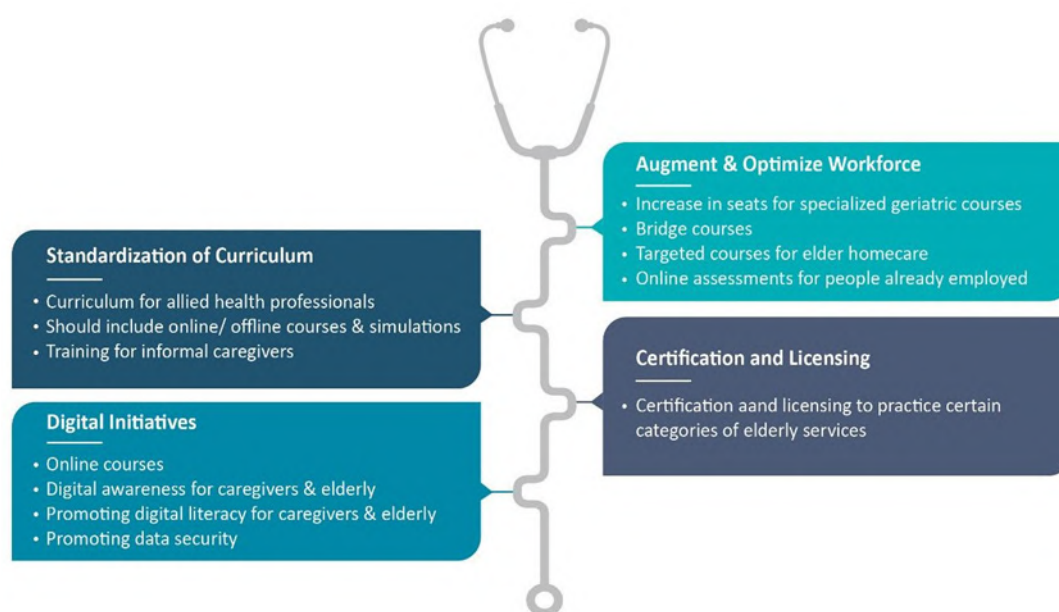 Augment & Optimize Workforce
• Increase in seats for specialized geriatric courses
• Bridge courses
• Targeted courses for elder homecare
• Online assessments for people already employed
Standardization of Curriculum
• Curriculum for allied health professionals
• Should include online/ offline courses & simulations
• Training for informal caregivers
Certification and Licensing
• Certification aand licensing to practice certain
categories of elderly services
Digital Initiatives
• Online courses
• Digital awareness for caregivers & elderly
• Promoting digital literacy for caregivers & elderly
• Promoting data security